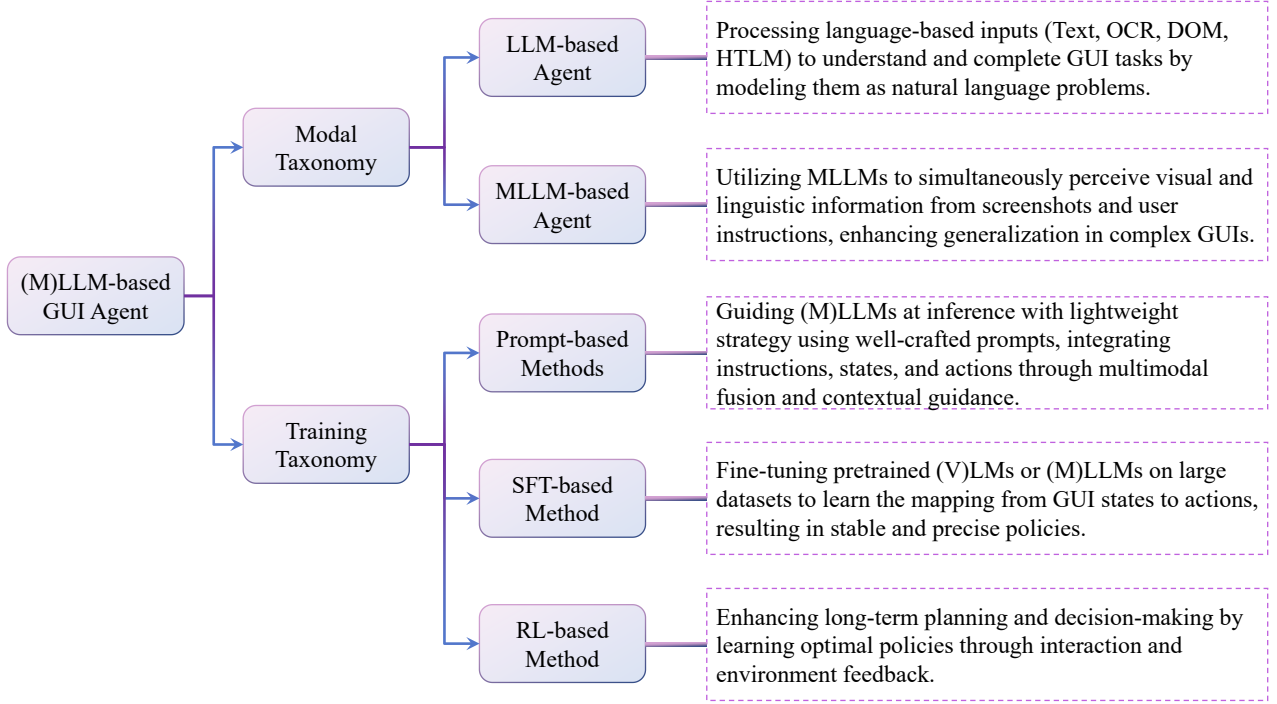 (M)LLM-based
GUI Agent
Modal
Taxonomy
LLM-based
Agent
Processing language-based inputs (Text, OCR, DOM,
HTLM) to understand and complete GUI tasks by
modeling them as natural language problems.
MLLM-based
Agent
Utilizing MLLMs to simultaneously perceive visual and
linguistic information from screenshots and user
instructions, enhancing generalization in complex GUIs.
Training
Taxonomy
Prompt-based
Methods
Guiding (M)LLMs at inference with lightweight
strategy using well-crafted prompts, integrating
instructions, states, and actions through multimodal
fusion and contextual guidance.
SFT-based
Method
Fine-tuning pretrained (V)LMs or (M)LLMs on large
datasets to learn the mapping from GUI states to actions,
resulting in stable and precise policies.
RL-based
Method
Enhancing long-term planning and decision-making by
learning optimal policies through interaction and
environment feedback.